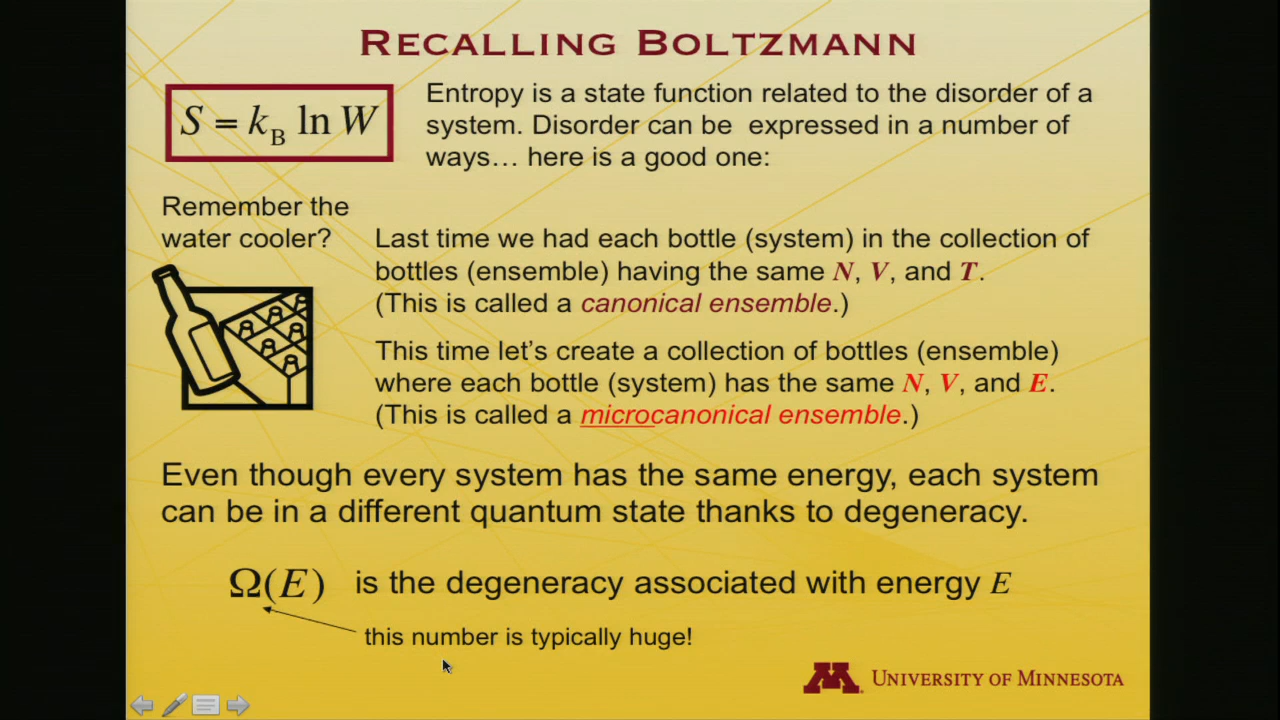 RECALLING BOLTZMANN
S = k_B ln W
Entropy is a state function related to the disorder of a
system. Disorder can be expressed in a number of
ways… here is a good one:
Remember the
water cooler?
Last time we had each bottle (system) in the collection of
bottles (ensemble) having the same N, V, and T.
(This is called a canonical ensemble.)
This time let's create a collection of bottles (ensemble)
where each bottle (system) has the same N, V, and E.
(This is called a microcanonical ensemble.)
Even though every system has the same energy, each system
can be in a different quantum state thanks to degeneracy.
Ω(E) is the degeneracy associated with energy E
this number is typically huge!
M
UNIVERSITY OF MINNESOTA